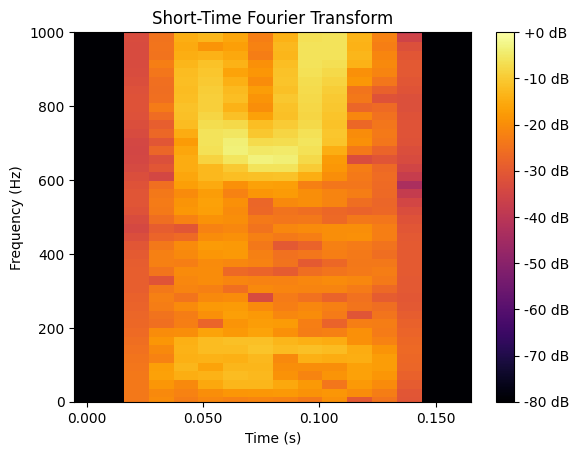 Short-Time Fourier Transform
1000
800
600
400
200
0
Frequency (Hz)
0.000
0.050
0.100
0.150
Time (s)
+0 dB
-10 dB
-20 dB
-30 dB
-40 dB
-50 dB
-60 dB
-70 dB
-80 dB